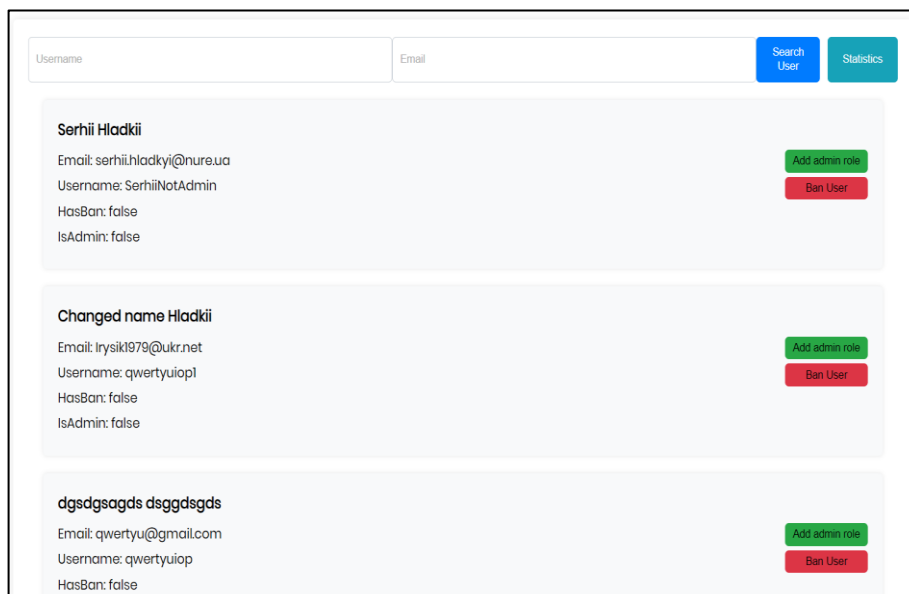 Username
Email
Search
User
Statistics
Serhii Hladkii
Email: serhii.hladkyi@nure.ua
Add admin role
Username: SerhiiNotAdmin
Ban User
HasBan: false
IsAdmin: false
Changed name Hladkii
Email: Irysik1979@ukr.net
Add admin role
Username: qwertyuiop1
Ban User
HasBan: false
IsAdmin: false
dgsdgsagds dsggdsgds
Email: qwertyu@gmail.com
Add admin role
Username: qwertyuiop
Ban User
HasBan: false